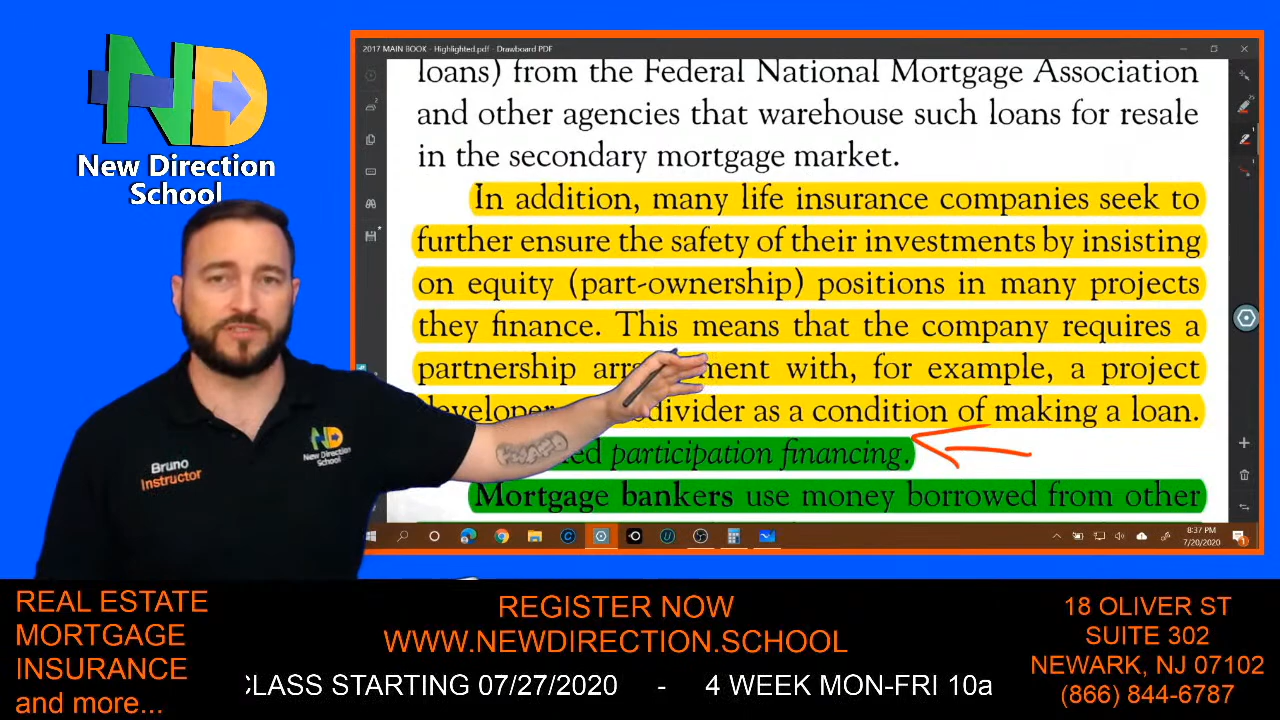 ND
New Direction
School
2017 MAIN BOOK - Highlighted.pdf - Drawboard PDF
loans) from the Federal National Mortgage Association
and other agencies that warehouse such loans for resale
in the secondary mortgage market.
In addition, many life insurance companies seek to
further ensure the safety of their investments by insisting
on equity (part-ownership) positions in many projects
they finance. This means that the company requires a
partnership arra ment with, for example, a project
divider as a condition of making a loan.
participation financing.
Mortgage bankers use money borrowed from other
8:37 PM
7/20/2020
ND
New Direction
School
Bruno
Instructor
REAL ESTATE
MORTGAGE
INSURANCE
and more...
REGISTER NOW
WWW.NEWDIRECTION.SCHOOL
CLASS STARTING 07/27/2020 - 4 WEEK MON-FRI 10a
18 OLIVER ST
SUITE 302
NEWARK, NJ 07102
(866) 844-6787